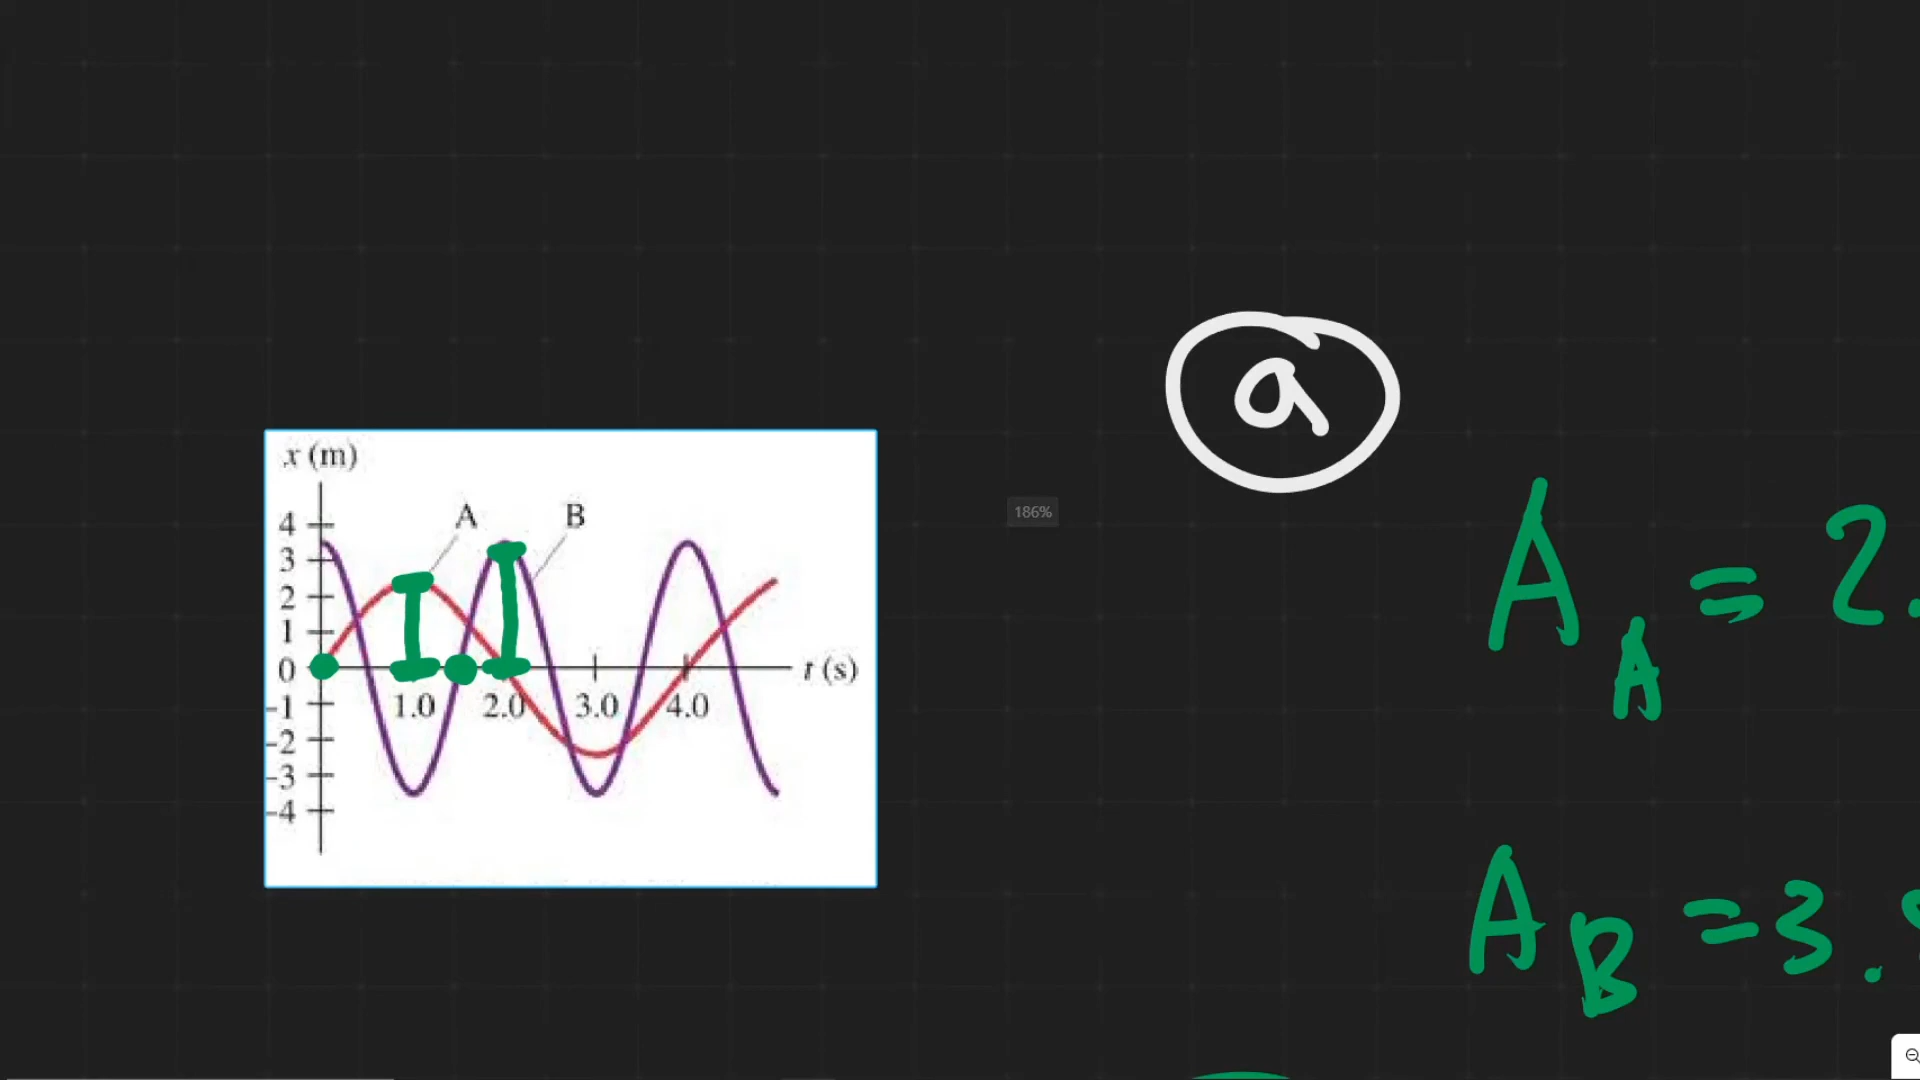 x (m)
A
B
4
3
2
1
0
-1
-2
-3
-4
1.0
2.0
3.0
4.0
t (s)
186%
a
A_A = 2.
A_B = 3.